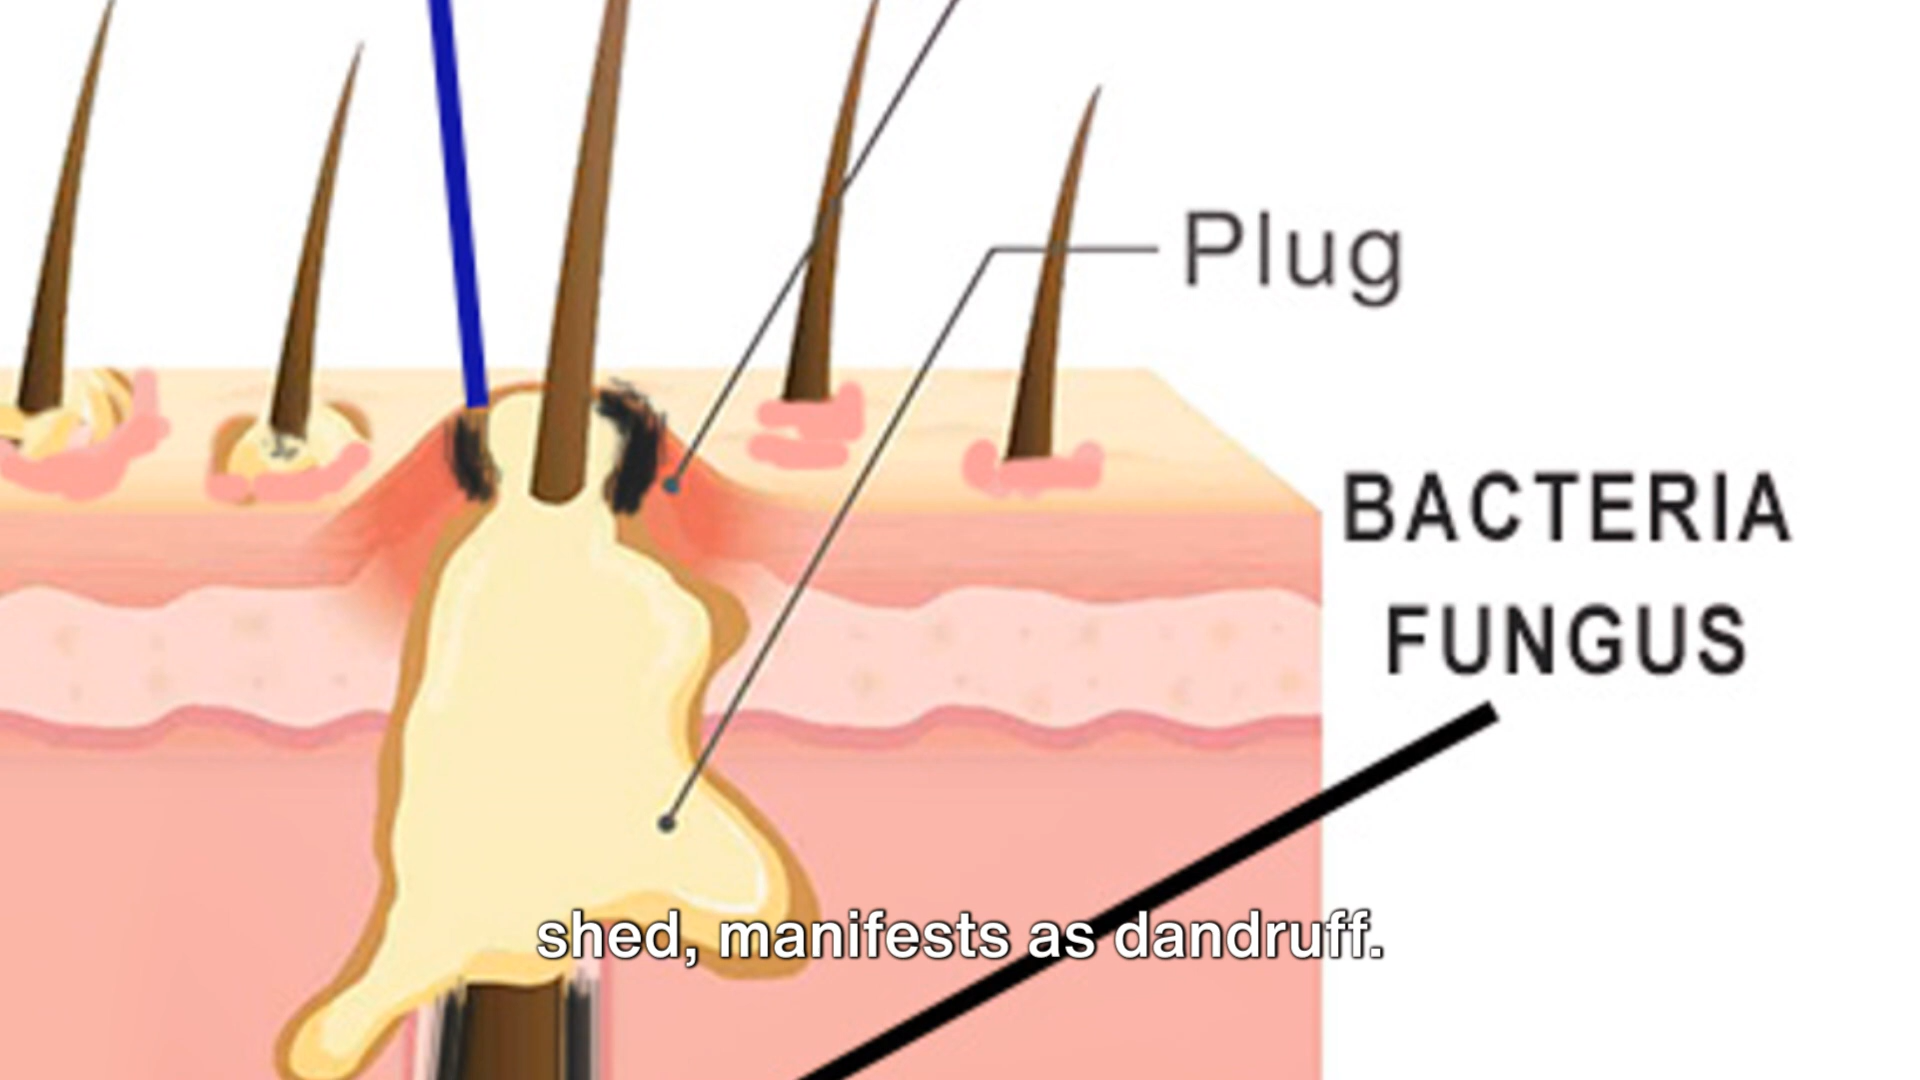 Plug
BACTERIA
FUNGUS
shed, manifests as dandruff.